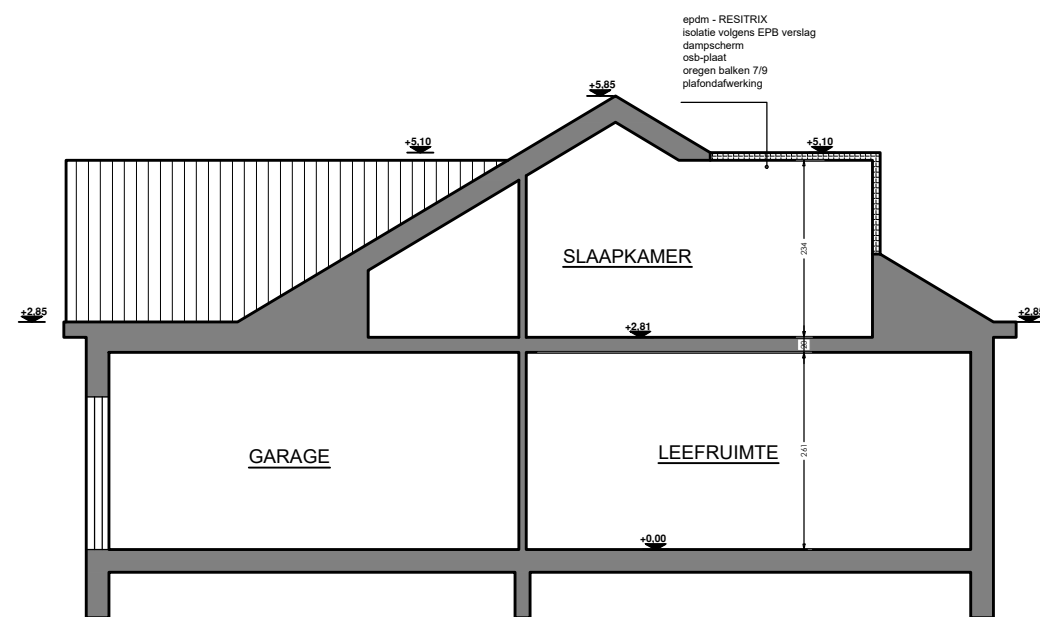 epdm - RESITRIX
isolatie volgens EPB verslag
dampscherm
osb-plaat
oregen balken 7/9
plafondafwerking
+5,85
+5,10
+5,10
SLAAPKAMER
234
+2,85
+2,85
+2,81
20
GARAGE
LEEFRUIMTE
261
+0,00